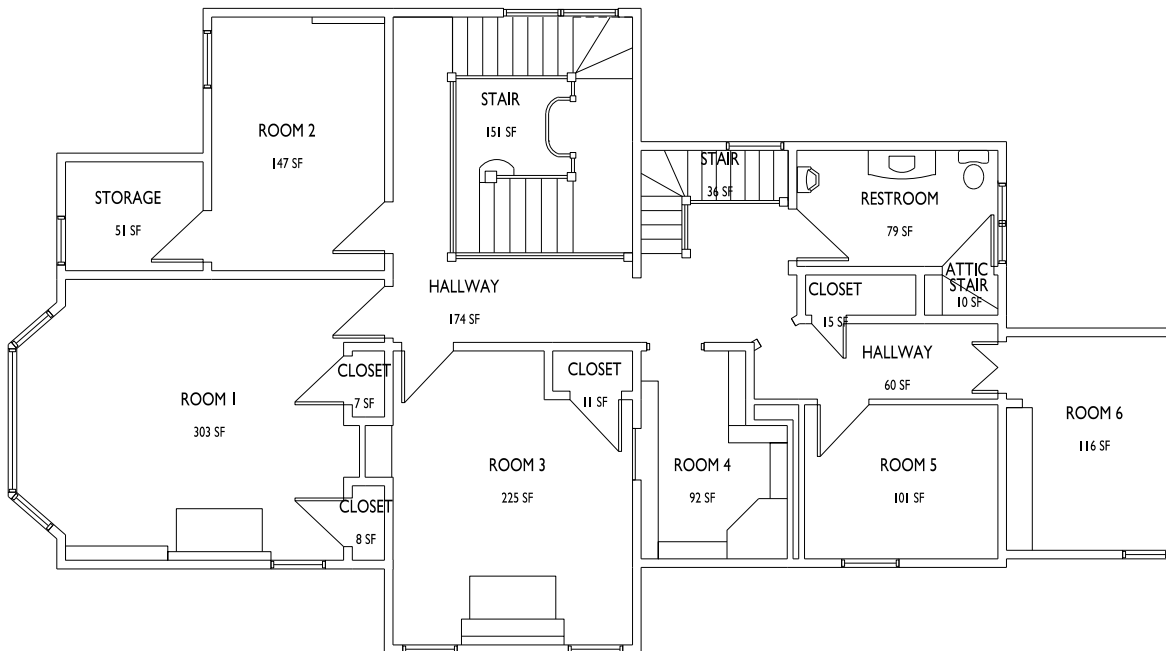 STAIR
151 SF
ROOM 2
147 SF
STAIR
36 SF
STORAGE
51 SF
RESTROOM
79 SF
ATTIC
STAIR
10 SF
HALLWAY
174 SF
CLOSET
15 SF
HALLWAY
60 SF
CLOSET
7 SF
CLOSET
11 SF
ROOM 1
303 SF
ROOM 6
116 SF
ROOM 3
225 SF
ROOM 4
92 SF
ROOM 5
101 SF
CLOSET
8 SF